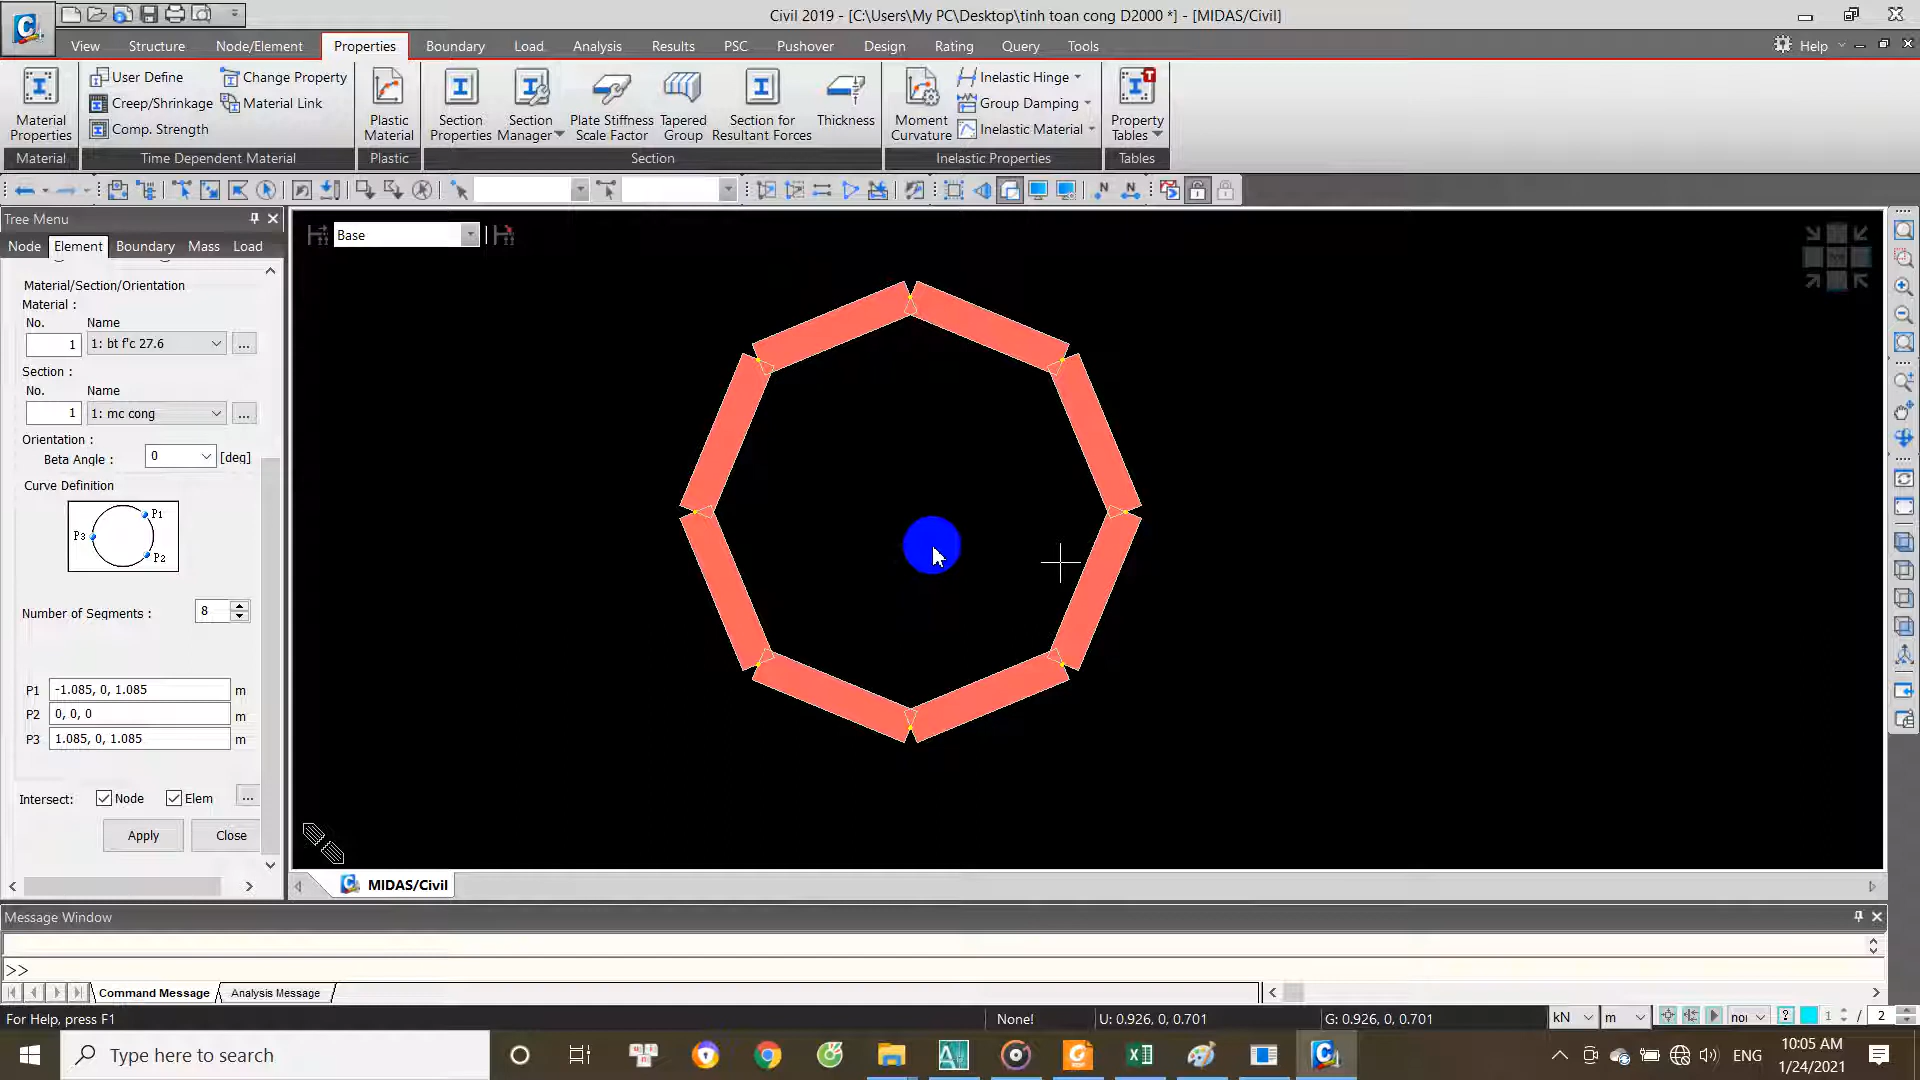 Civil 2019 - [C:\Users\My PC\Desktop\tinh toan cong D2000 *] - [MIDAS/Civil]
View Structure Node/Element Properties Boundary Load Analysis Results PSC Pushover Design Rating Query Tools Help
Material Properties
User Define
Creep/Shrinkage
Comp. Strength
Change Property
Material Link
Plastic Material
Section Properties
Section Manager
Plate Stiffness Scale Factor
Tapered Group
Section for Resultant Forces
Thickness
Moment Curvature
Inelastic Hinge
Group Damping
Inelastic Material
Property Tables
Material Time Dependent Material Plastic Section Inelastic Properties Tables
Tree Menu
Node Element Boundary Mass Load
Base
Material/Section/Orientation
Material :
No. Name
1 1: bt f'c 27.6 ...
Section :
No. Name
1 1: mc cong ...
Orientation :
Beta Angle : 0 [deg]
Curve Definition
P1
P3
P2
Number of Segments : 8
P1 -1.085, 0, 1.085 m
P2 0, 0, 0 m
P3 1.085, 0, 1.085 m
Intersect: Node Elem ...
Apply Close
MIDAS/Civil
Message Window
>>
Command Message Analysis Message
For Help, press F1 None! U: 0.926, 0, 0.701 G: 0.926, 0, 0.701 kN m nor ? 1 / 2
Type here to search
ENG
10:05 AM
1/24/2021